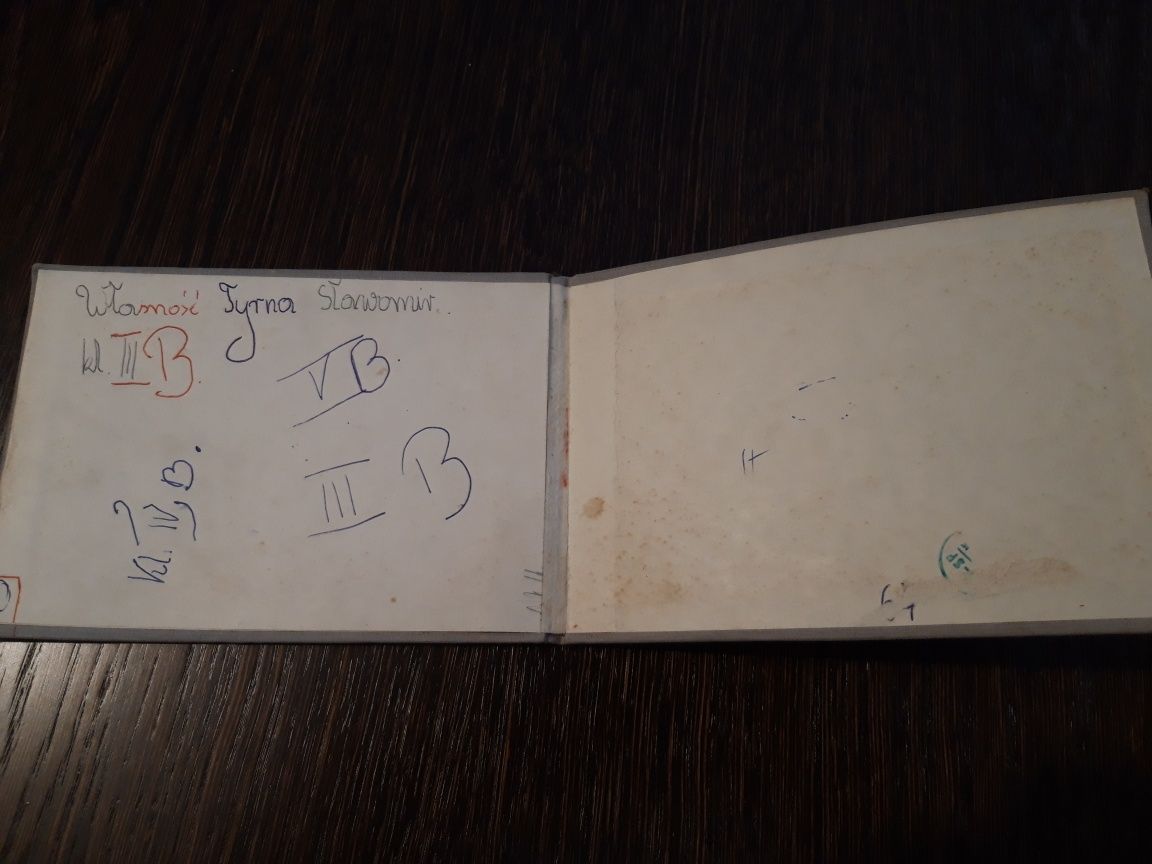 Własność Tyrna Sławomir.
kl. III B.
V B.
kl. IV B.
III B